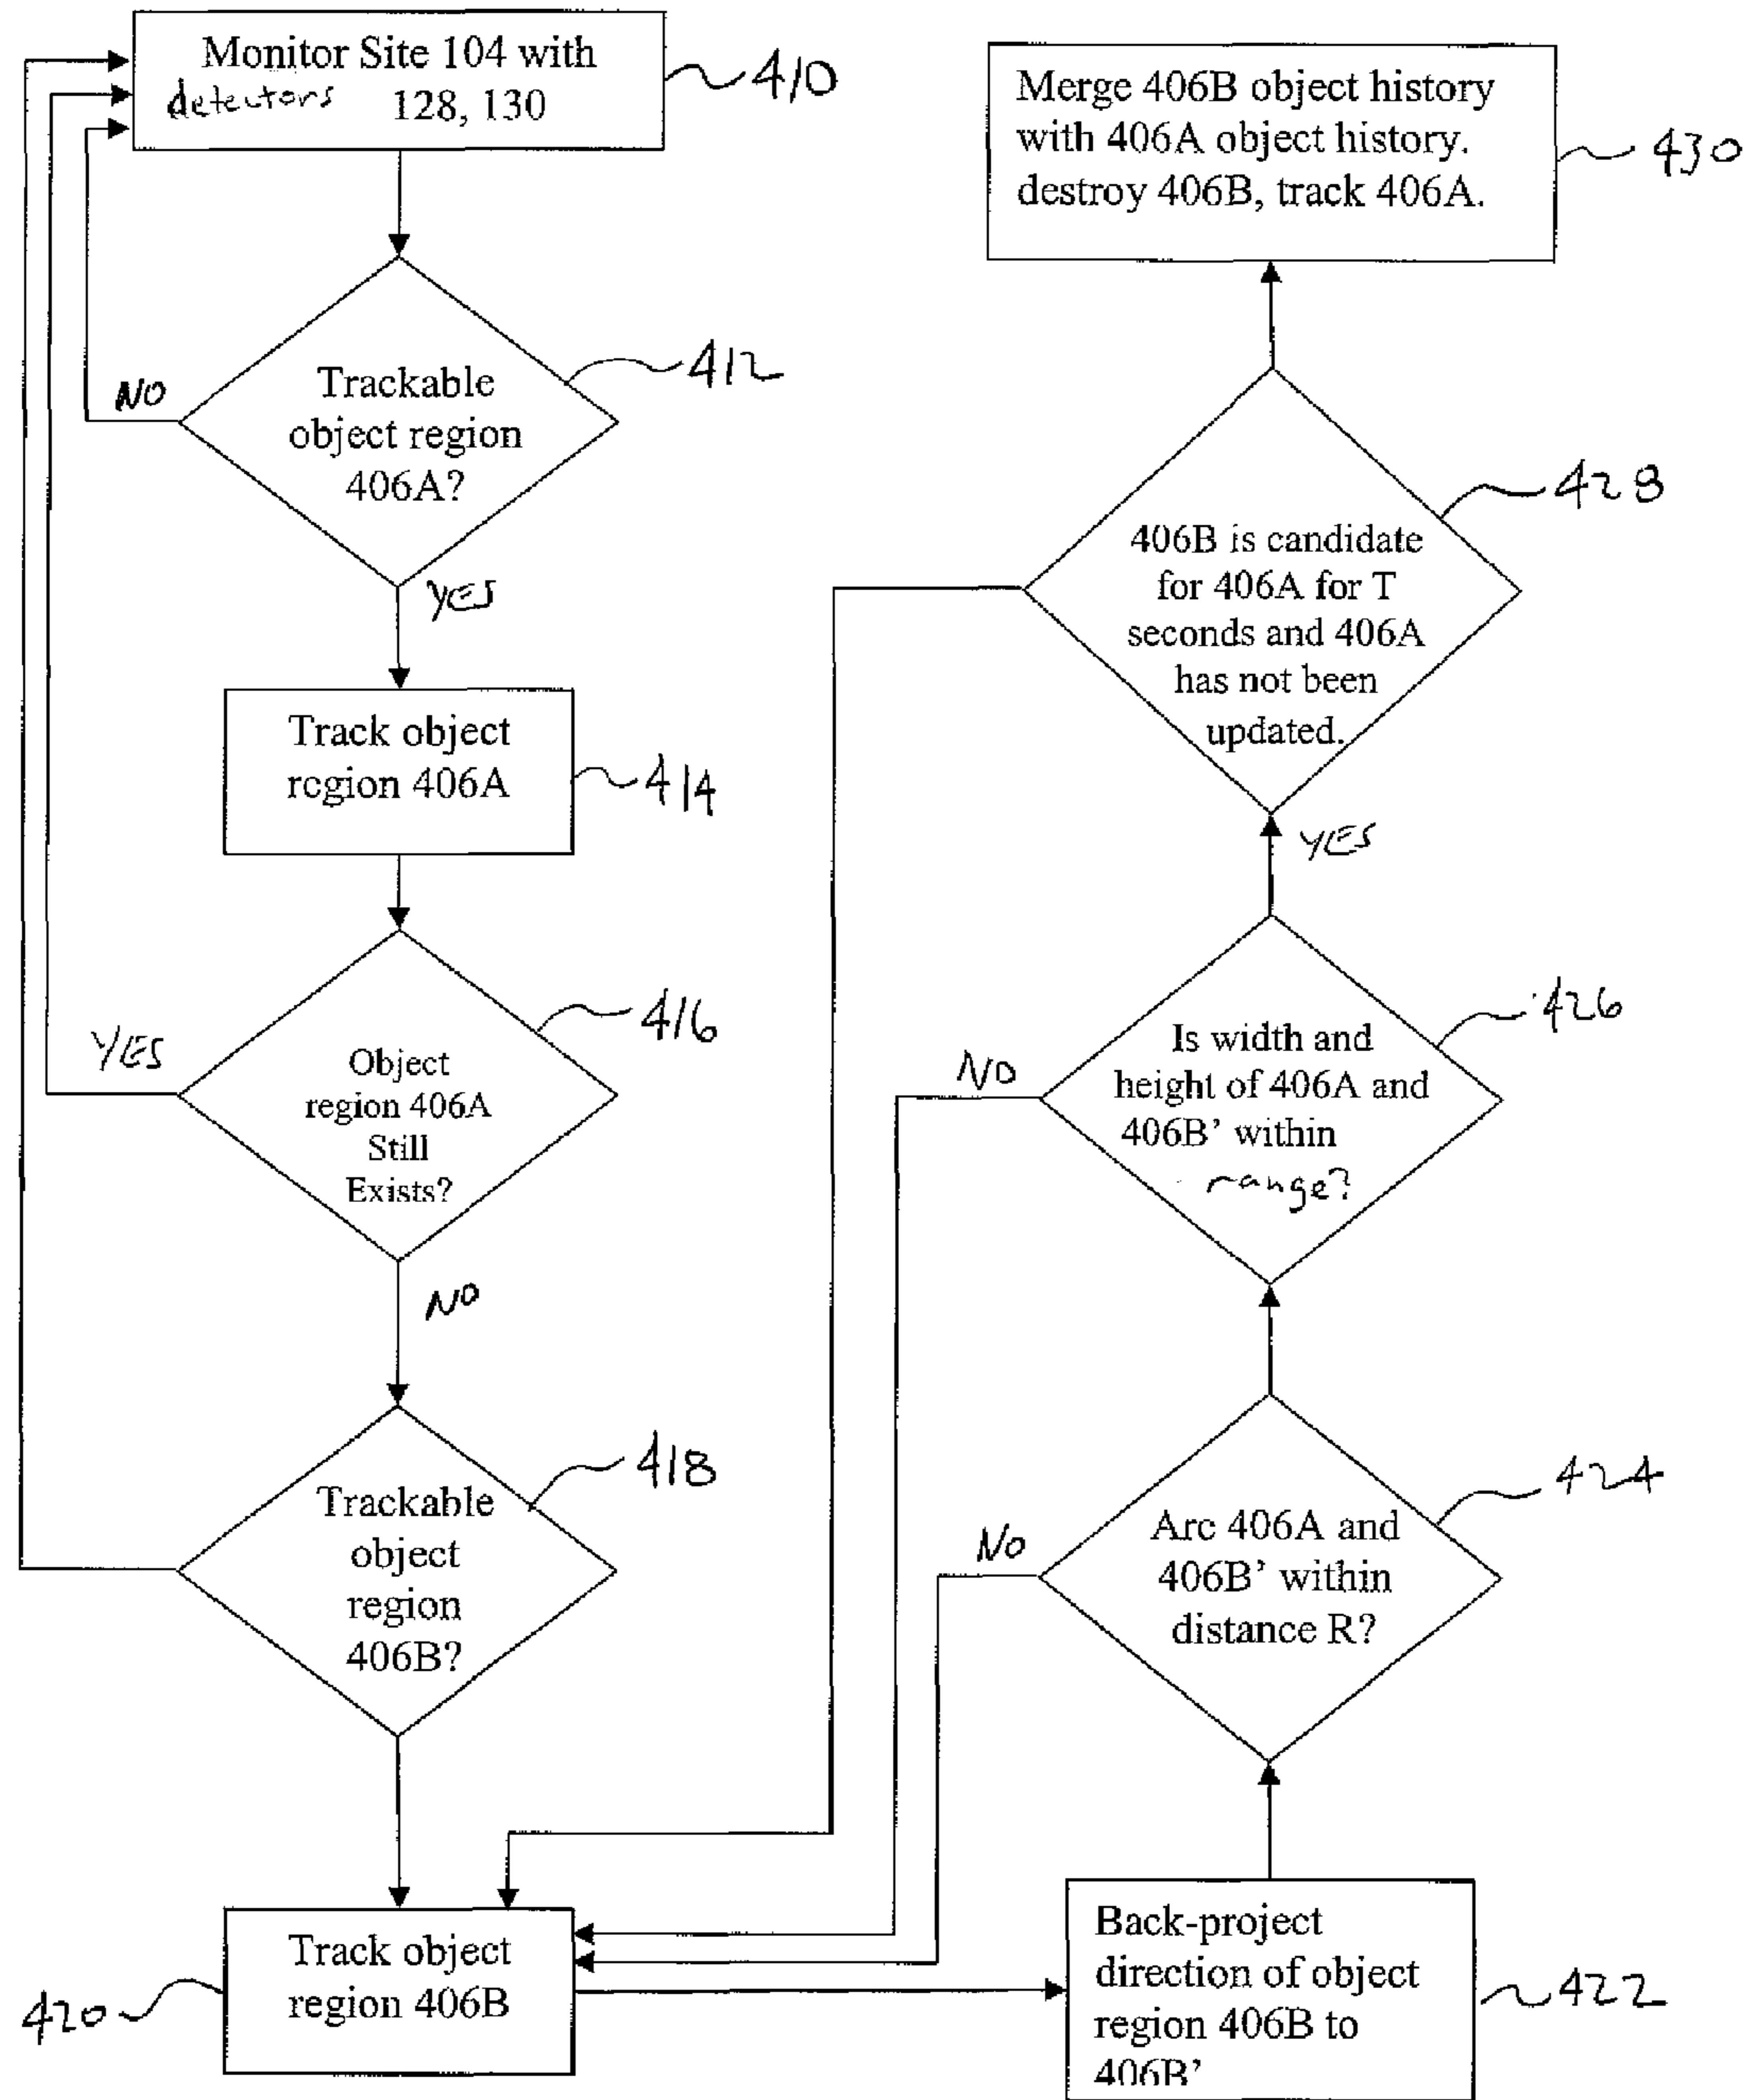 Monitor Site 104 with
detectors 128, 130
410
NO
Trackable
object region
406A?
412
YES
Track object
region 406A
414
YES
Object
region 406A
Still
Exists?
416
NO
Trackable
object
region
406B?
418
Track object
region 406B
420
Back-project
direction of object
region 406B to
406B’
422
No
Are 406A and
406B’ within
distance R?
424
NO
Is width and
height of 406A and
406B’ within
range?
426
YES
406B is candidate
for 406A for T
seconds and 406A
has not been
updated.
428
Merge 406B object history
with 406A object history.
destroy 406B, track 406A.
430